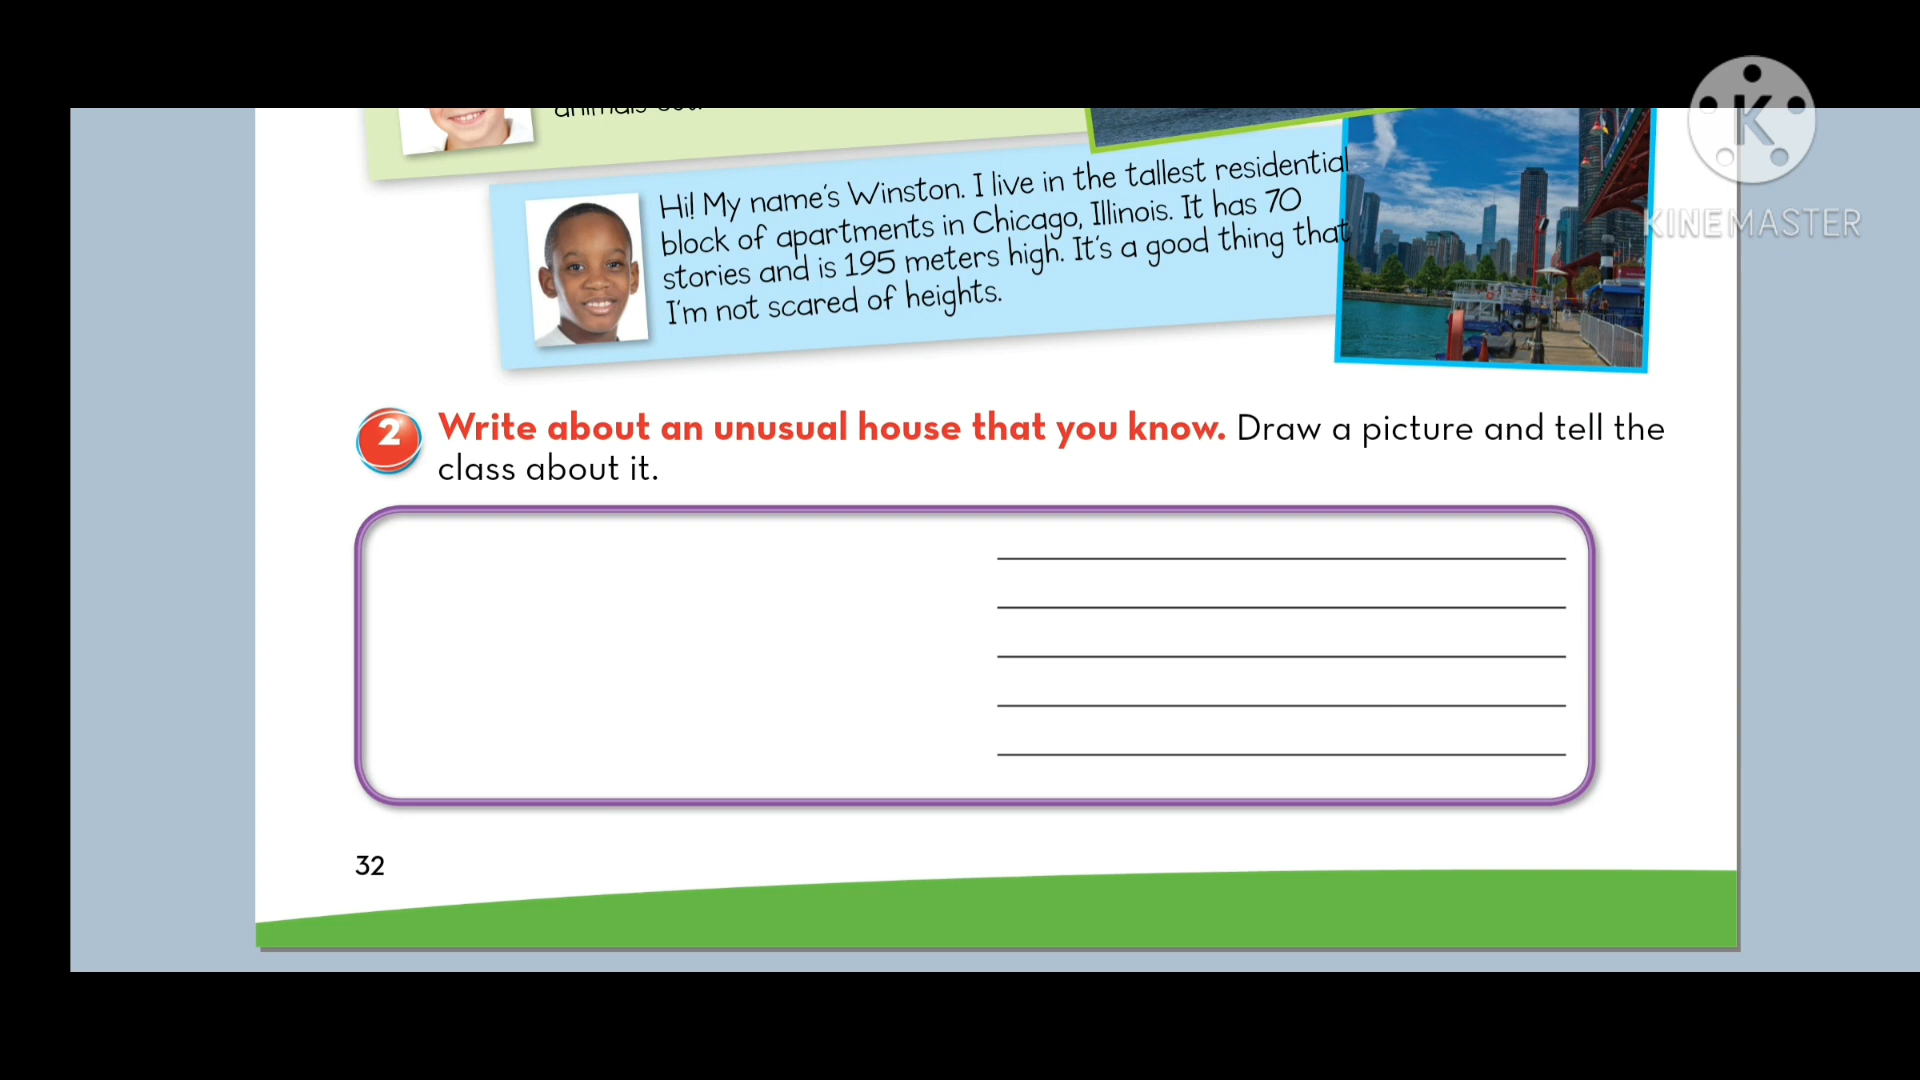 K
KINEMASTER
Hi! My name's Winston. I live in the tallest residential
block of apartments in Chicago, Illinois. It has 70
stories and is 195 meters high. It's a good thing that
I'm not scared of heights.
2 Write about an unusual house that you know. Draw a picture and tell the
class about it.
32